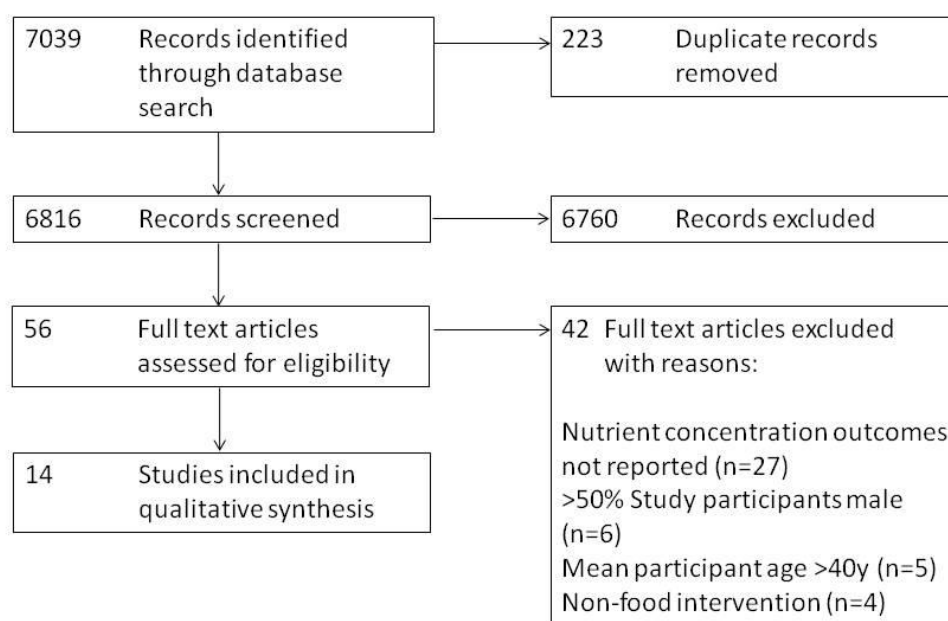 7039 Records identified
through database
search
223 Duplicate records
removed
6816 Records screened
6760 Records excluded
56 Full text articles
assessed for eligibility
42 Full text articles excluded
with reasons:
Nutrient concentration outcomes
not reported (n=27)
>50% Study participants male
(n=6)
Mean participant age >40y (n=5)
Non-food intervention (n=4)
14 Studies included in
qualitative synthesis